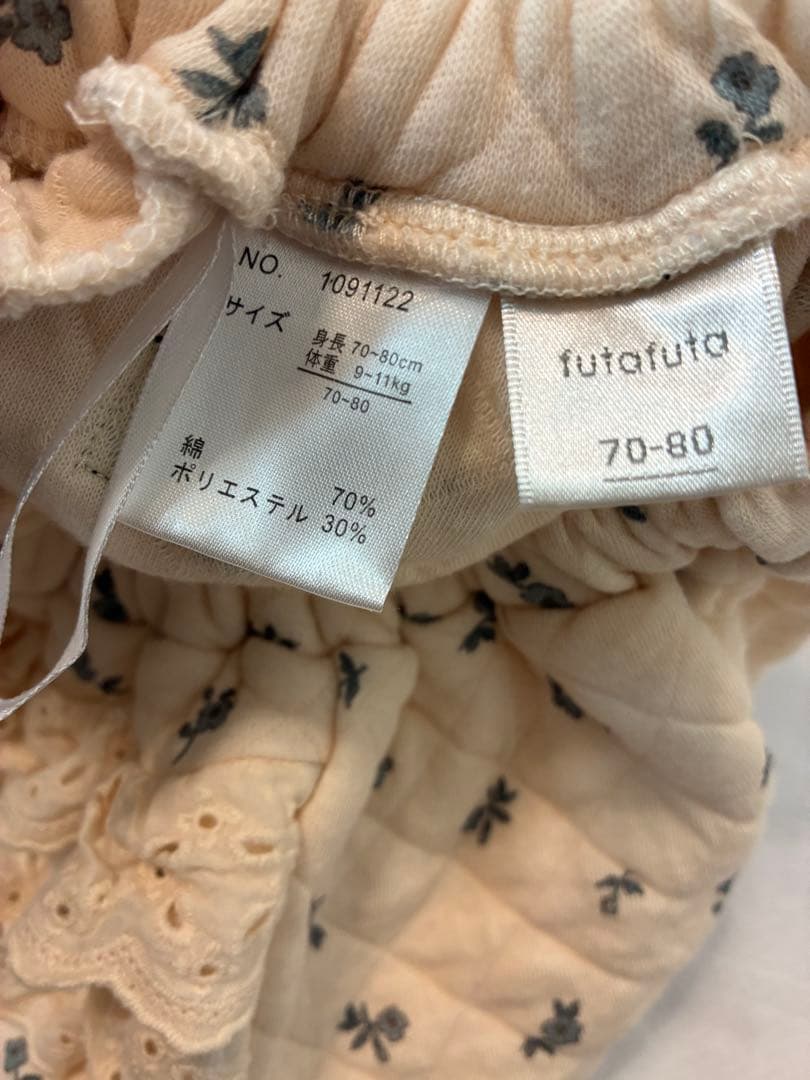 NO. 1091122
サイズ
身長 70~80cm
体重 9~11kg
70~80
綿 70%
ポリエステル 30%
futafuta
70-80